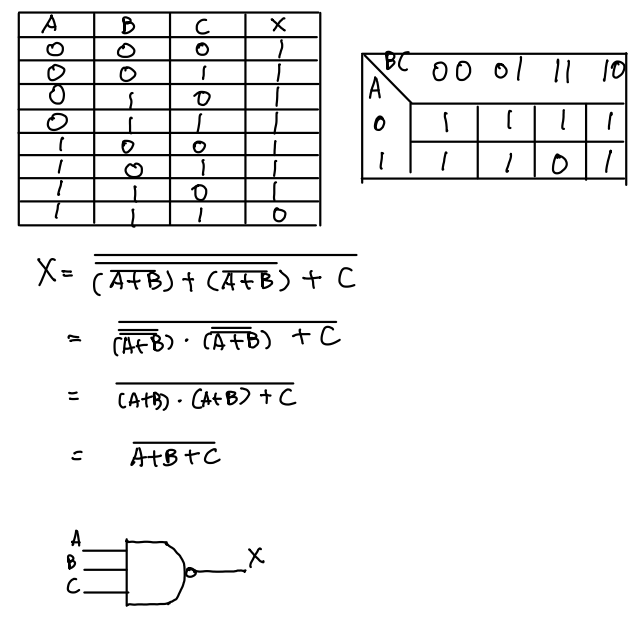 A B C X
0 0 0 1
0 0 1 1
0 1 0 1
0 1 1 1
1 0 0 1
1 0 1 1
1 1 0 1
1 1 1 0
BC 00 01 11 10
A
0 1 1 1 1
1 1 1 0 1
X = \overline{\overline{(\overline{A+B}) + (\overline{A+B})} + C}
= \overline{(\overline{\overline{A+B}}) · (\overline{\overline{A+B}}) + C}
= \overline{(A+B) · (A+B) + C}
= \overline{A+B+C}
A
B
C
X